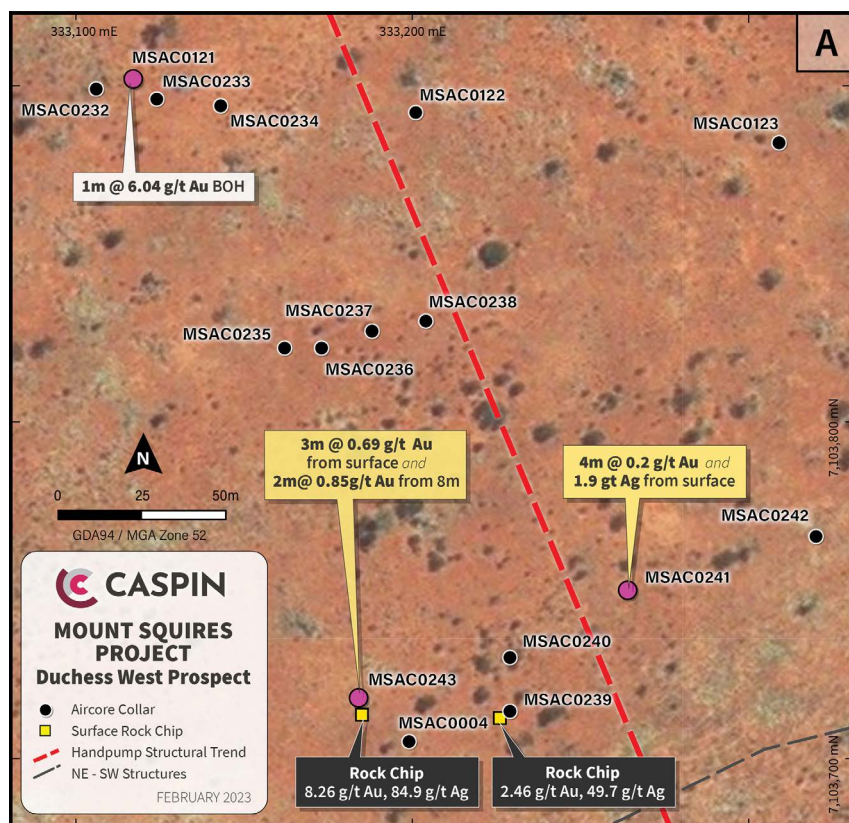 333,100 mE
333,200 mE
A
MSAC0121
MSAC0233
MSAC0232
MSAC0234
MSAC0122
MSAC0123
1m @ 6.04 g/t Au BOH
MSAC0237
MSAC0238
MSAC0235
MSAC0236
7,103,800 mN
3m @ 0.69 g/t Au
from surface and
2m@ 0.85g/t Au from 8m
4m @ 0.2 g/t Au and
1.9 gt Ag from surface
N
0 25 50m
GDA94 / MGA Zone 52
MSAC0242
MSAC0241
MSAC0240
MSAC0243
MSAC0239
MSAC0004
7,103,700 mN
Rock Chip
8.26 g/t Au, 84.9 g/t Ag
Rock Chip
2.46 g/t Au, 49.7 g/t Ag
CASPIN
MOUNT SQUIRES
PROJECT
Duchess West Prospect
Aircore Collar
Surface Rock Chip
Handpump Structural Trend
NE - SW Structures
FEBRUARY 2023